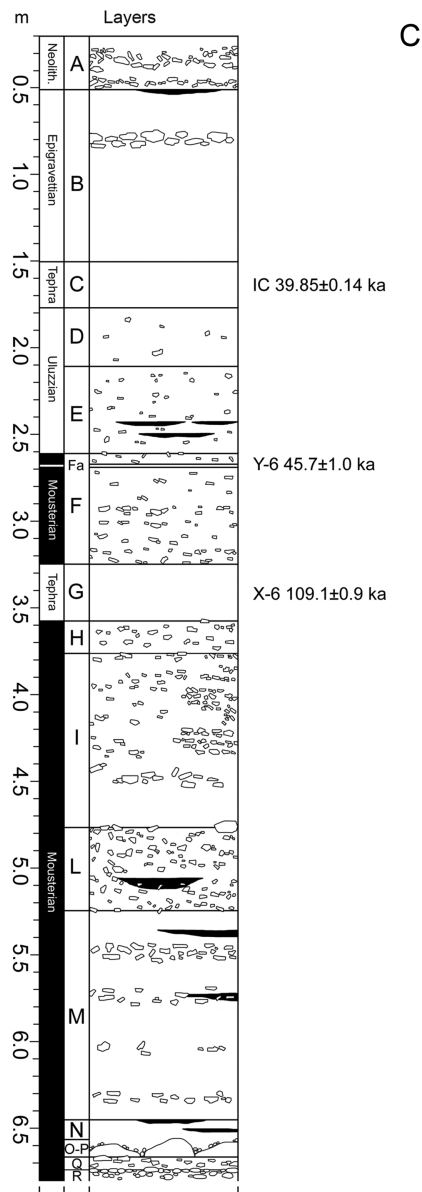 m Layers
C
Neolith.
A
0.5
Epigravettian
1.0
B
1.5
Tephra
C
IC 39.85±0.14 ka
D
2.0
Uluzzian
E
2.5
Fa
Y-6 45.7±1.0 ka
Mousterian
F
3.0
Tephra
G
X-6 109.1±0.9 ka
3.5
H
4.0
I
4.5
Mousterian
L
5.0
5.5
M
6.0
6.5
N
O-P
Q
R